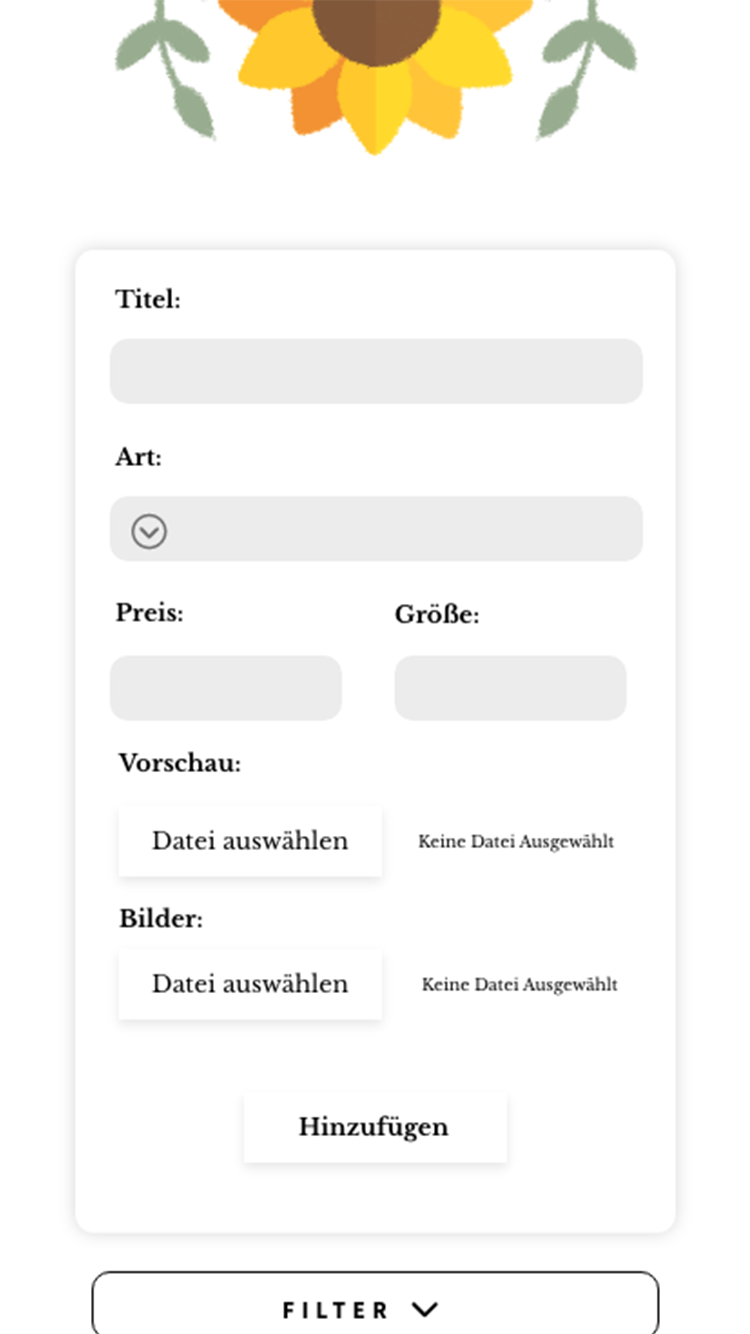 Titel:
Art:
Preis:
Größe:
Vorschau:
Datei auswählen
Keine Datei Ausgewählt
Bilder:
Datei auswählen
Keine Datei Ausgewählt
Hinzufügen
FILTER